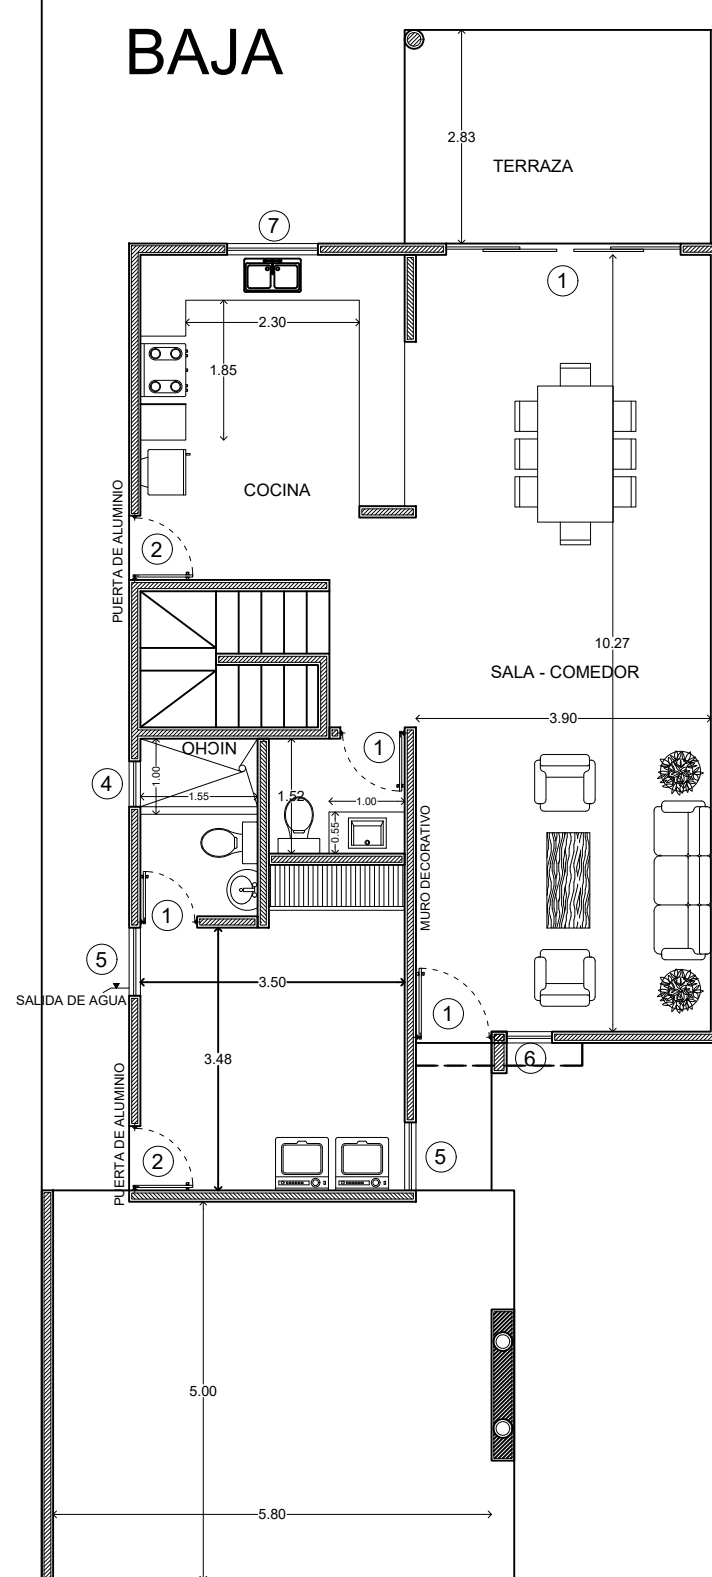 BAJA
2.83
TERRAZA
7
1
2.30
1.85
COCINA
PUERTA DE ALUMINIO
2
10.27
SALA - COMEDOR
3.90
NICHO
1
4
1.00
1.55
1.52
1.00
0.55
MURO DECORATIVO
1
5
3.50
SALIDA DE AGUA
1
3.48
6
PUERTA DE ALUMINIO
2
5
5.00
5.80